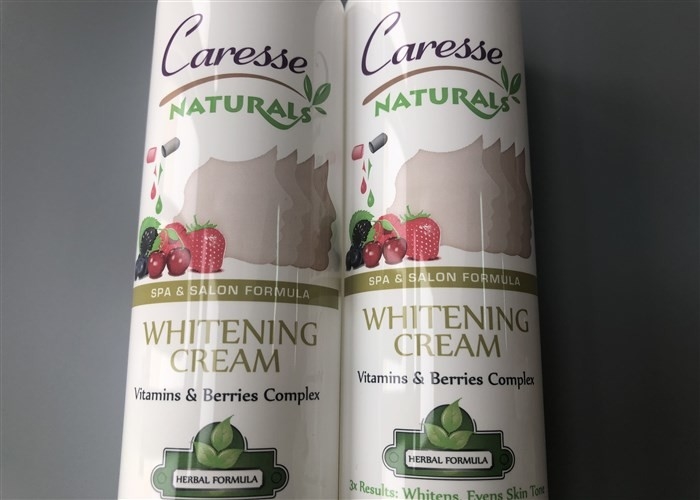 Caresse
NATURALS
SPA & SALON FORMULA
WHITENING
CREAM
Vitamins & Berries Complex
HERBAL FORMULA
Caresse
NATURALS
SPA & SALON FORMULA
WHITENING
CREAM
Vitamins & Berries Complex
HERBAL FORMULA
3x Results: Whitens, Evens Skin Tone